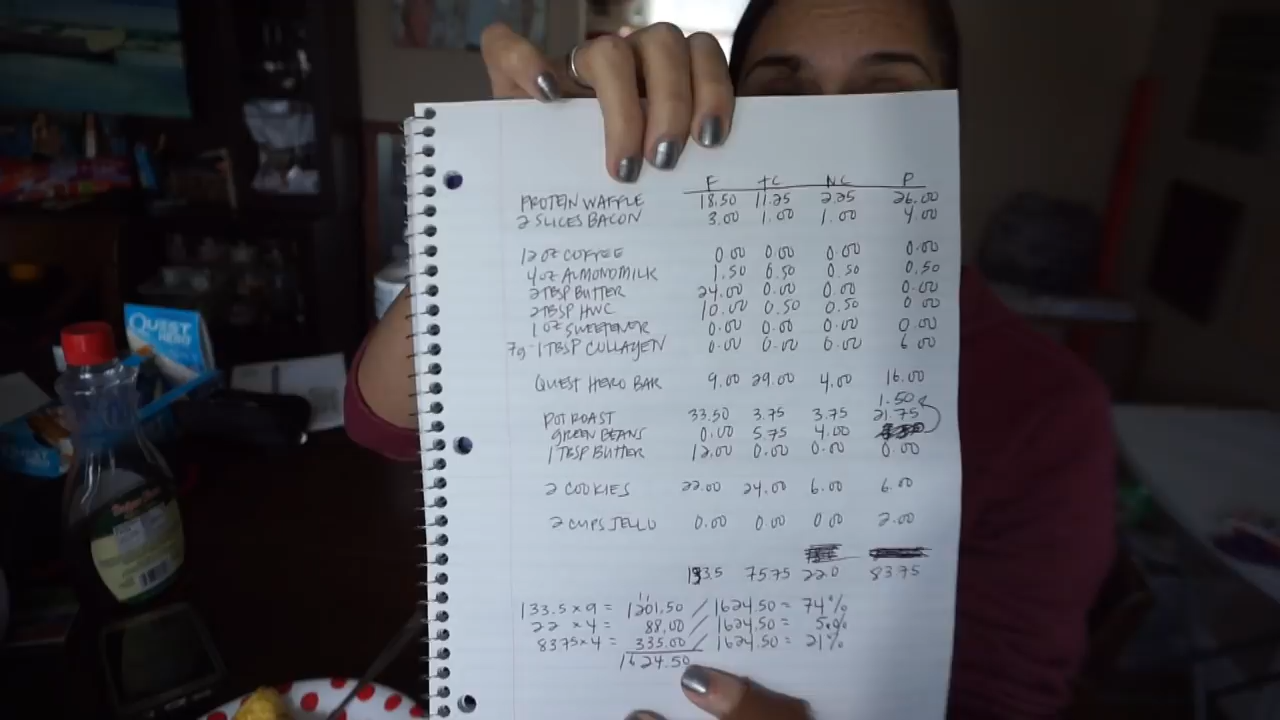 F TC NC P
PROTEIN WAFFLE 18.50 11.25 2.25 26.00
2 SLICES BACON 3.00 1.00 1.00 4.00
12 OZ COFFEE 0.00 0.00 0.00 0.00
4 OZ ALMONDMILK 1.50 0.50 0.50 0.50
2 TBSP BUTTER 24.00 0.00 0.00 0.00
2 TBSP HWC 10.00 0.50 0.50 0.00
1 OZ SWEETENER 0.00 0.00 0.00 0.00
7g-1 TBSP COLLAGEN 0.00 0.00 0.00 6.00
QUEST HERO BAR 9.00 29.00 4.00 16.00
1.50
POT ROAST 33.50 3.75 3.75 21.75
GREEN BEANS 0.00 5.75 4.00
1 TBSP BUTTER 12.00 0.00 0.00 0.00
2 COOKIES 22.00 24.00 6.00 6.00
2 CUPS JELLO 0.00 0.00 0.00 2.00
133.5 75.75 22.0 83.75
133.5 x 9 = 1201.50 / 1624.50 = 74%
22 x 4 = 88.00 / 1624.50 = 5%
83.75 x 4 = 335.00 / 1624.50 = 21%
1624.50
QUEST
HERO